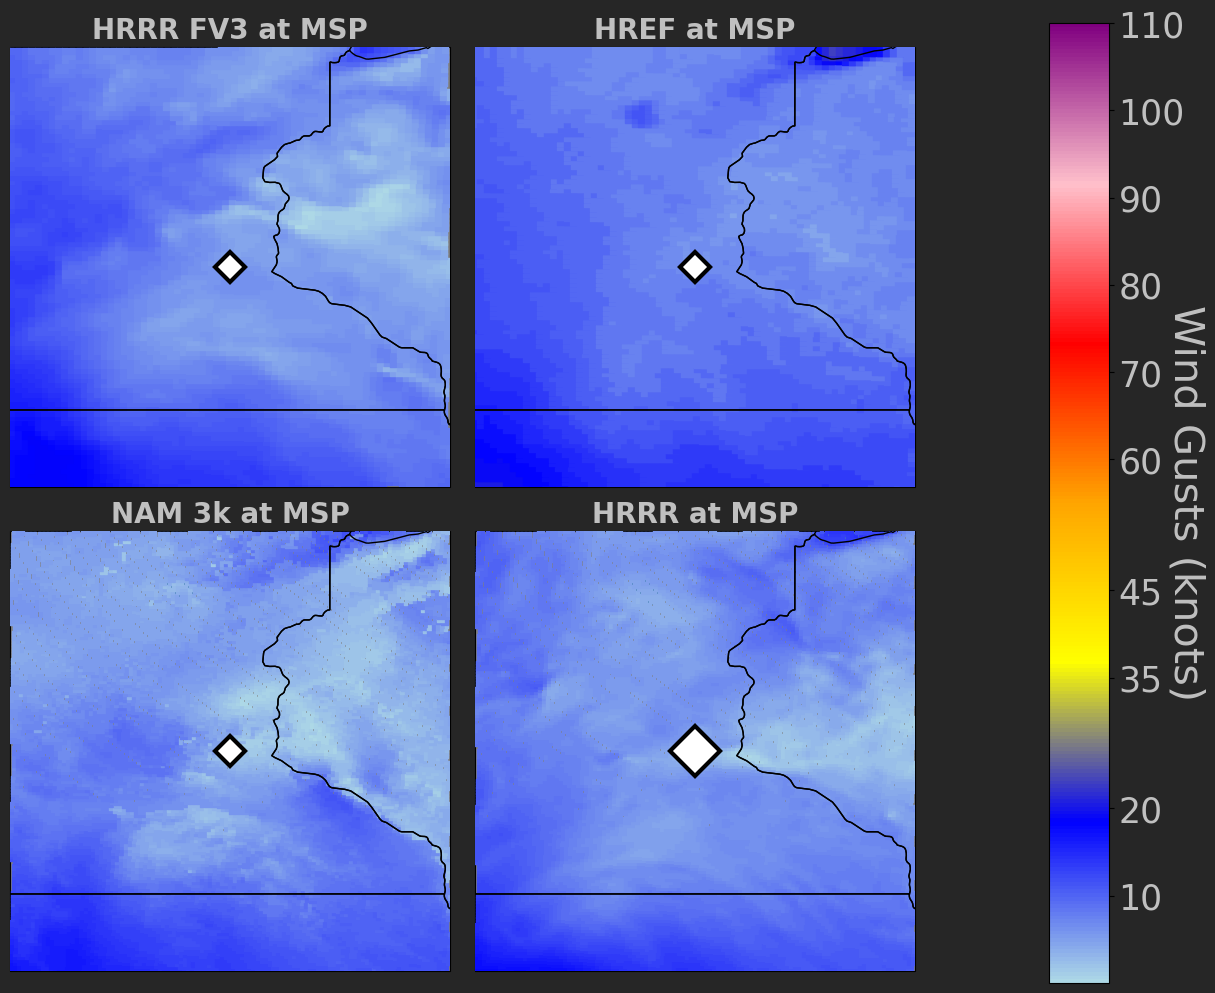 HRRR FV3 at MSP
HREF at MSP
NAM 3k at MSP
HRRR at MSP
110
100
90
80
70
60
45
35
20
10
Wind Gusts (knots)